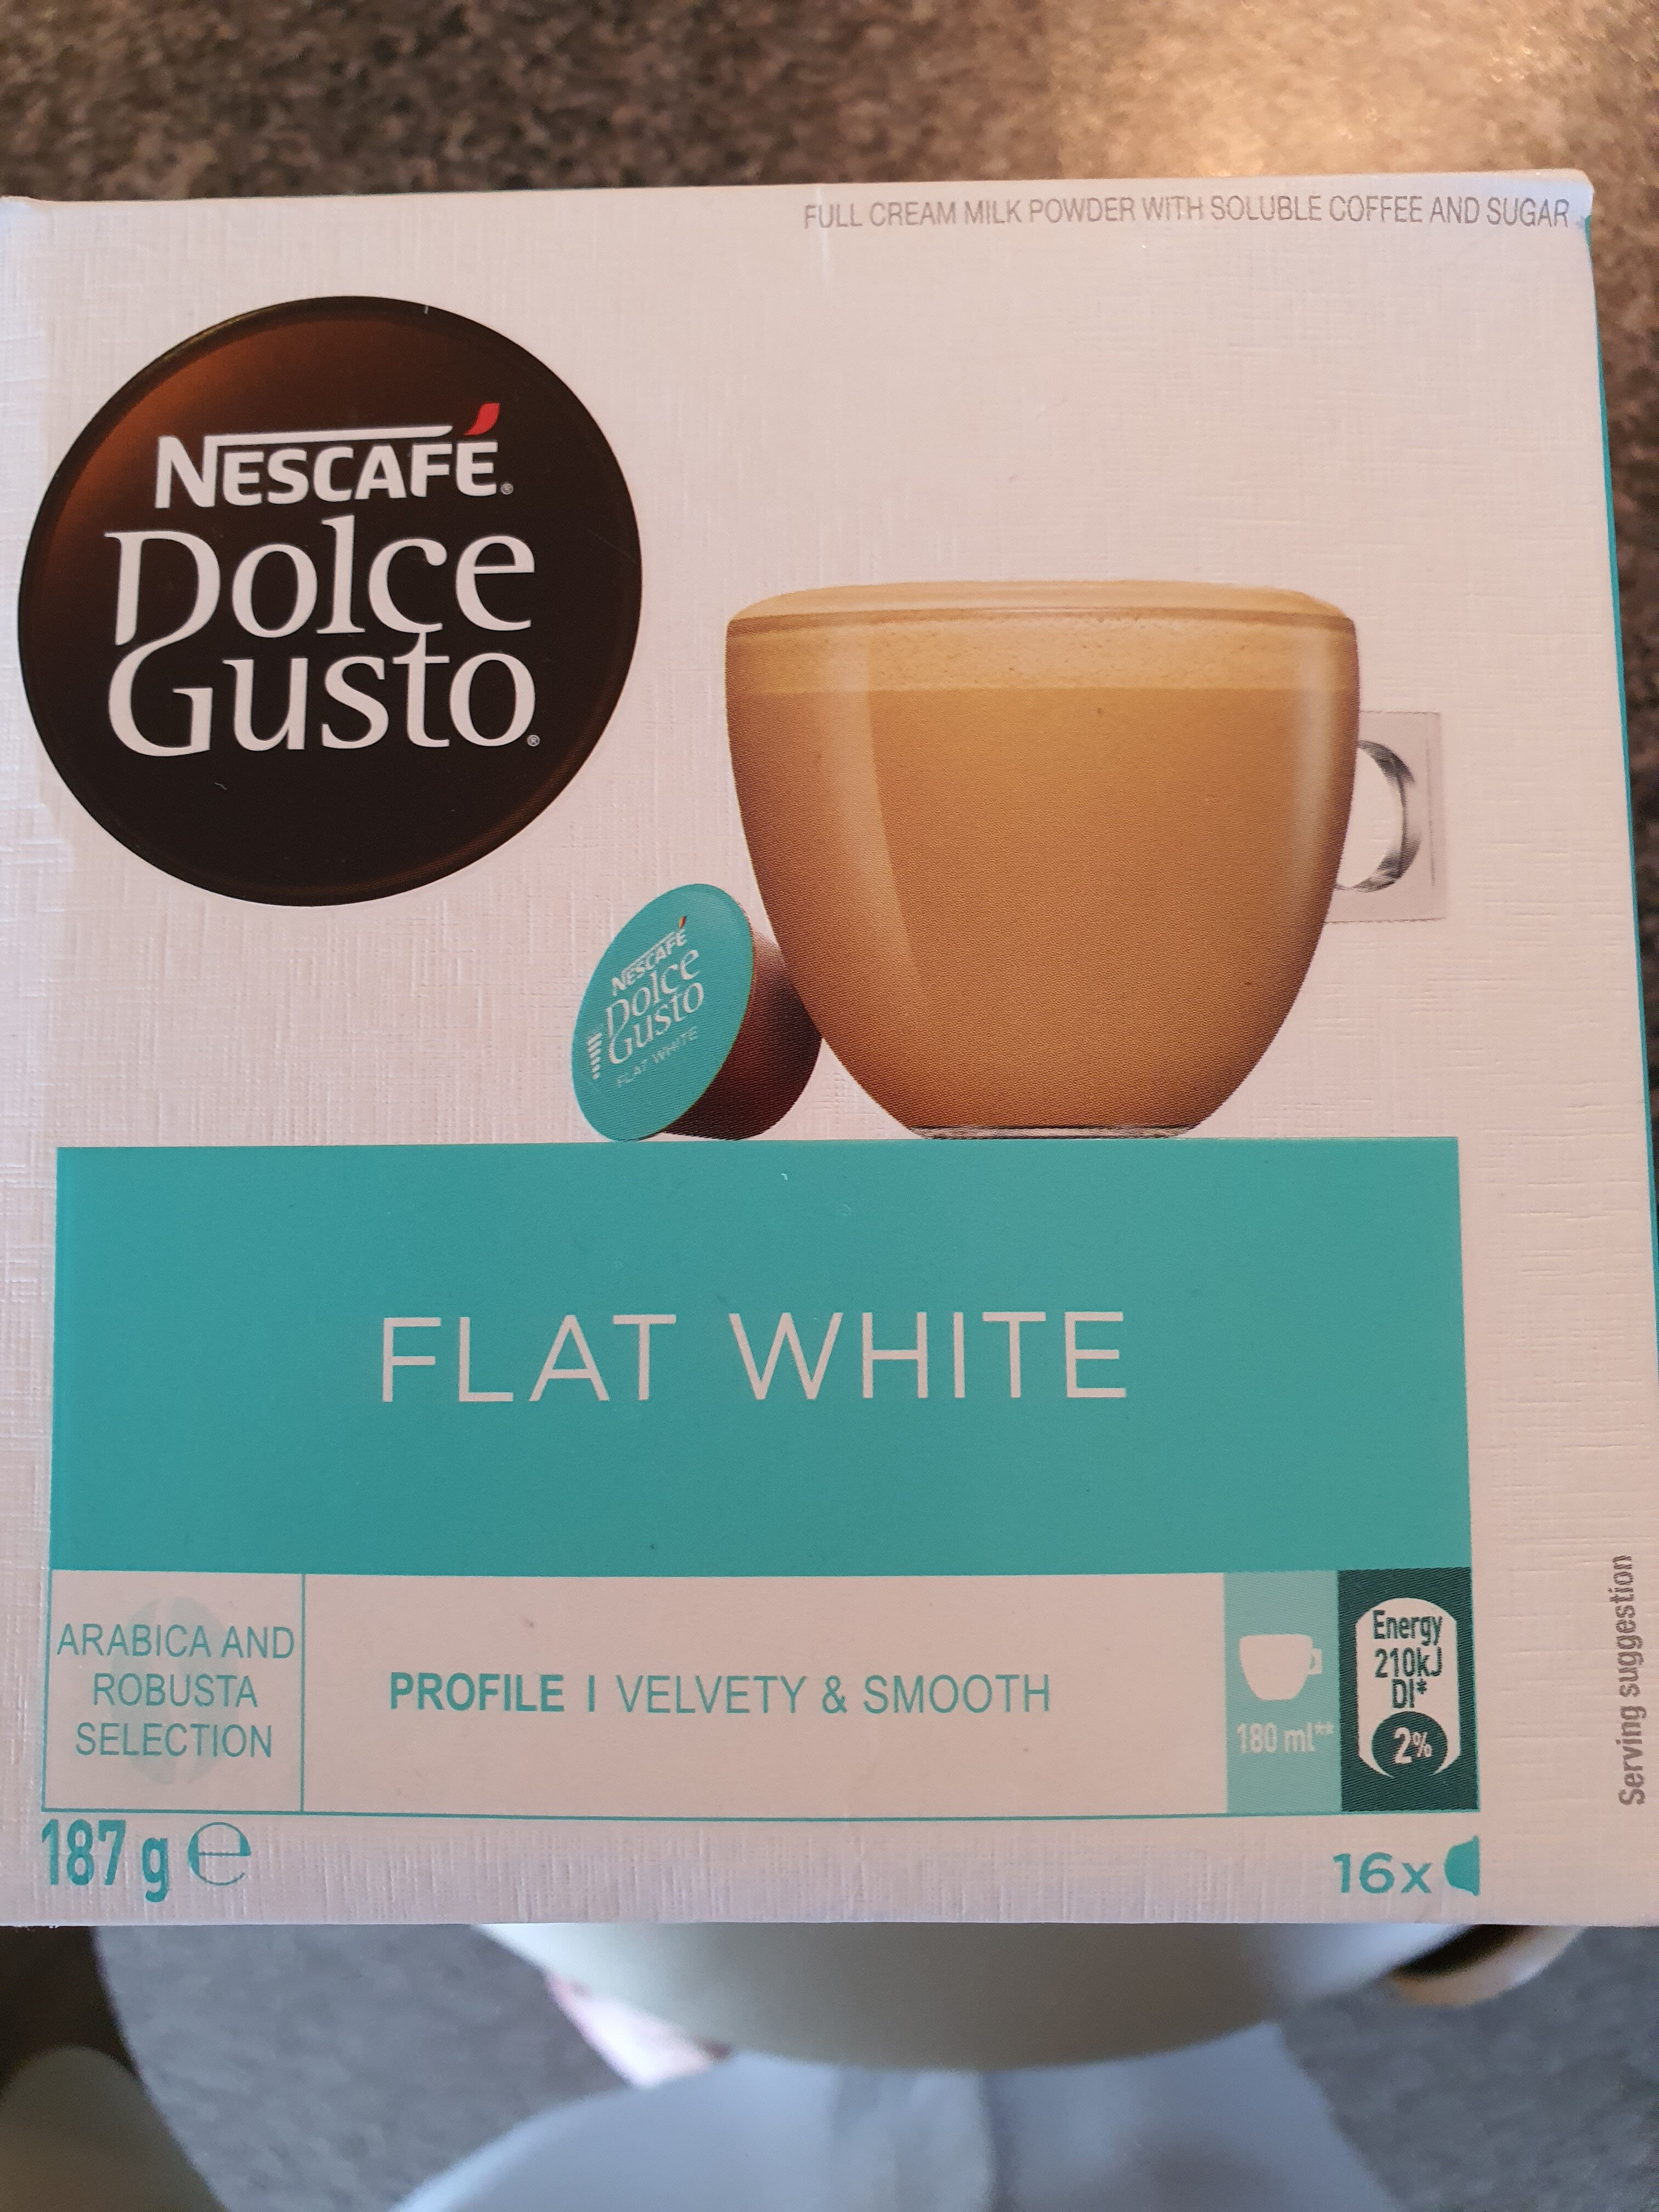 FULL CREAM MILK POWDER WITH SOLUBLE COFFEE AND SUGAR
NESCAFÉ®
Dolce
Gusto®
NESCAFÉ
Dolce
Gusto
FLAT WHITE
FLAT WHITE
ARABICA AND
ROBUSTA
SELECTION
PROFILE I VELVETY & SMOOTH
180 ml**
Energy
210kJ
DI*
2%
Serving suggestion
187 g ℮
16x